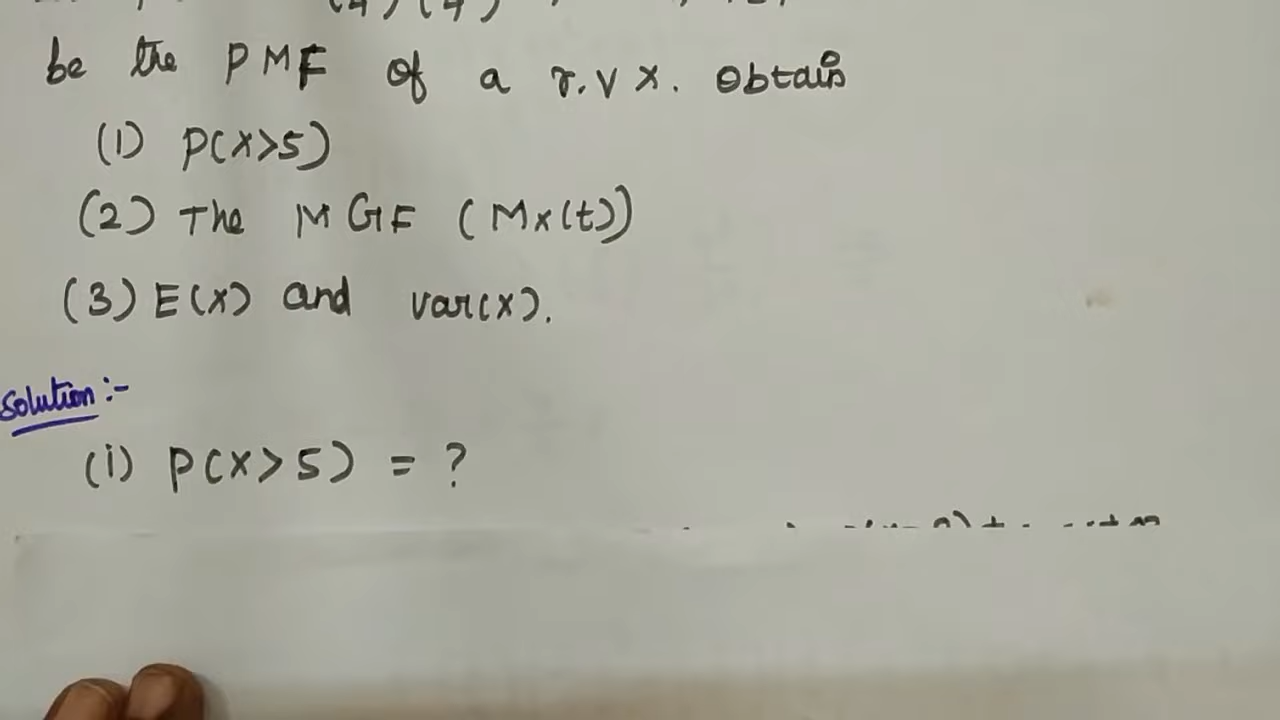 be the PMF of a r.v X. Obtain
(1) P(X>5)
(2) The MGF (Mx(t))
(3) E(X) and var(X).
Solution :-
(i) P(X>5) = ?